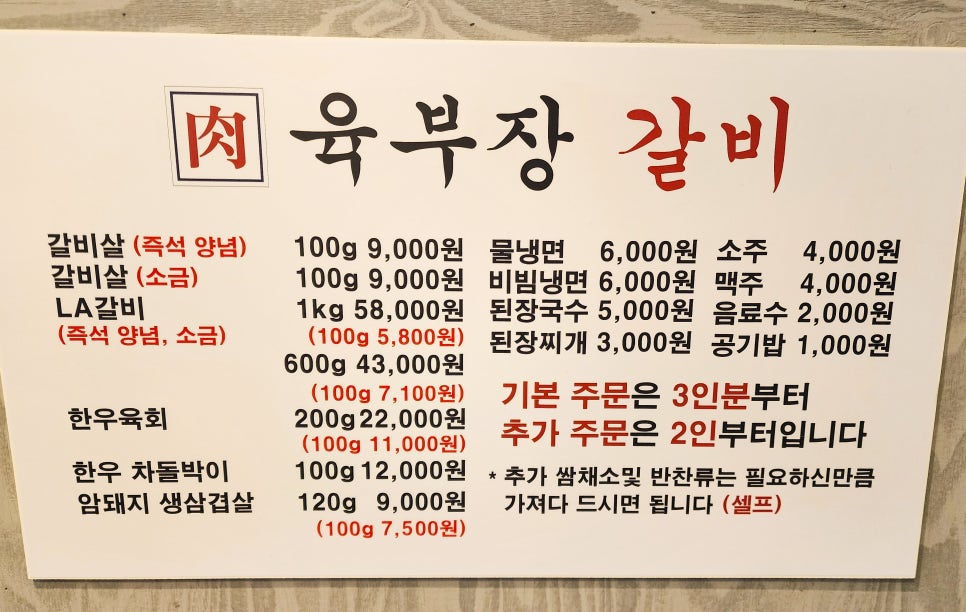 肉 육부장 갈비
갈비살 (즉석 양념) 100g 9,000원
갈비살 (소금) 100g 9,000원
LA갈비 1kg 58,000원
(즉석 양념, 소금) (100g 5,800원)
600g 43,000원
(100g 7,100원)
한우육회 200g 22,000원
(100g 11,000원)
한우 차돌박이 100g 12,000원
암돼지 생삼겹살 120g 9,000원
(100g 7,500원)
물냉면 6,000원
비빔냉면 6,000원
된장국수 5,000원
된장찌개 3,000원
소주 4,000원
맥주 4,000원
음료수 2,000원
공기밥 1,000원
기본 주문은 3인분부터
추가 주문은 2인부터입니다
* 추가 쌈채소및 반찬류는 필요하신만큼
가져다 드시면 됩니다 (셀프)